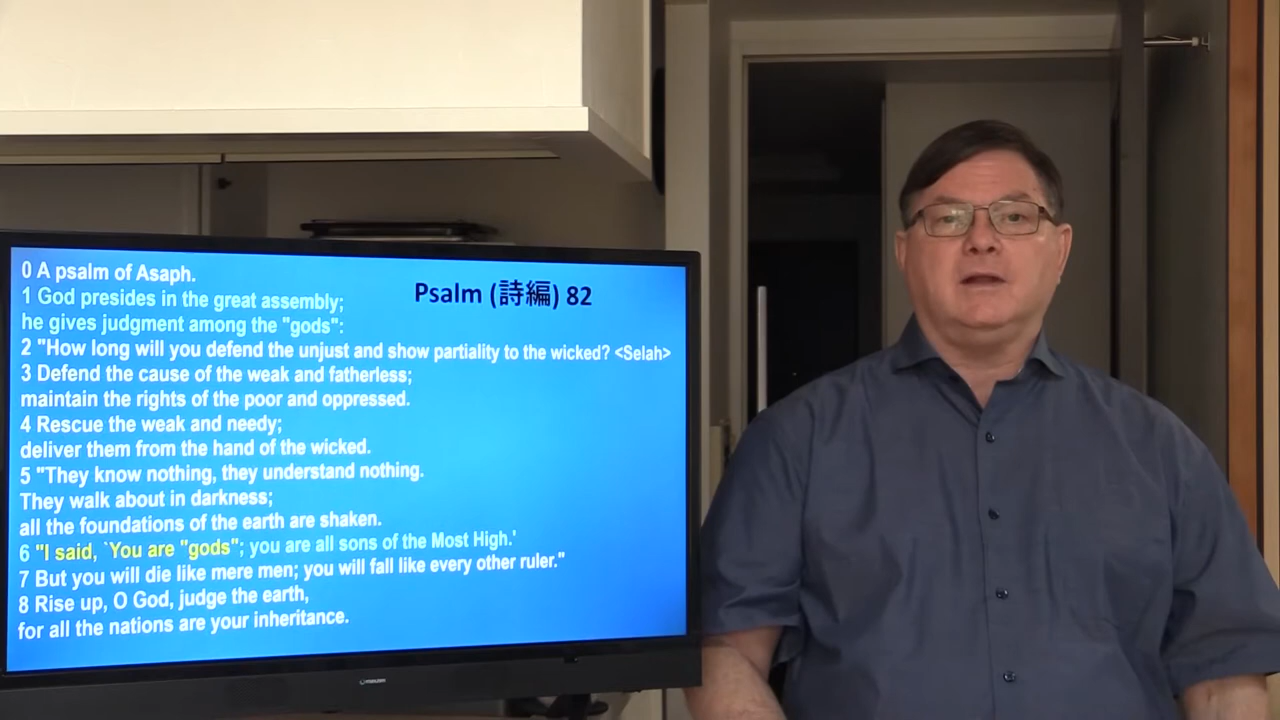 0 A psalm of Asaph.
Psalm (詩編) 82
1 God presides in the great assembly;
he gives judgment among the "gods":
2 "How long will you defend the unjust and show partiality to the wicked? <Selah>
3 Defend the cause of the weak and fatherless;
maintain the rights of the poor and oppressed.
4 Rescue the weak and needy;
deliver them from the hand of the wicked.
5 "They know nothing, they understand nothing.
They walk about in darkness;
all the foundations of the earth are shaken.
6 "I said, `You are "gods"; you are all sons of the Most High.'
7 But you will die like mere men; you will fall like every other ruler."
8 Rise up, O God, judge the earth,
for all the nations are your inheritance.